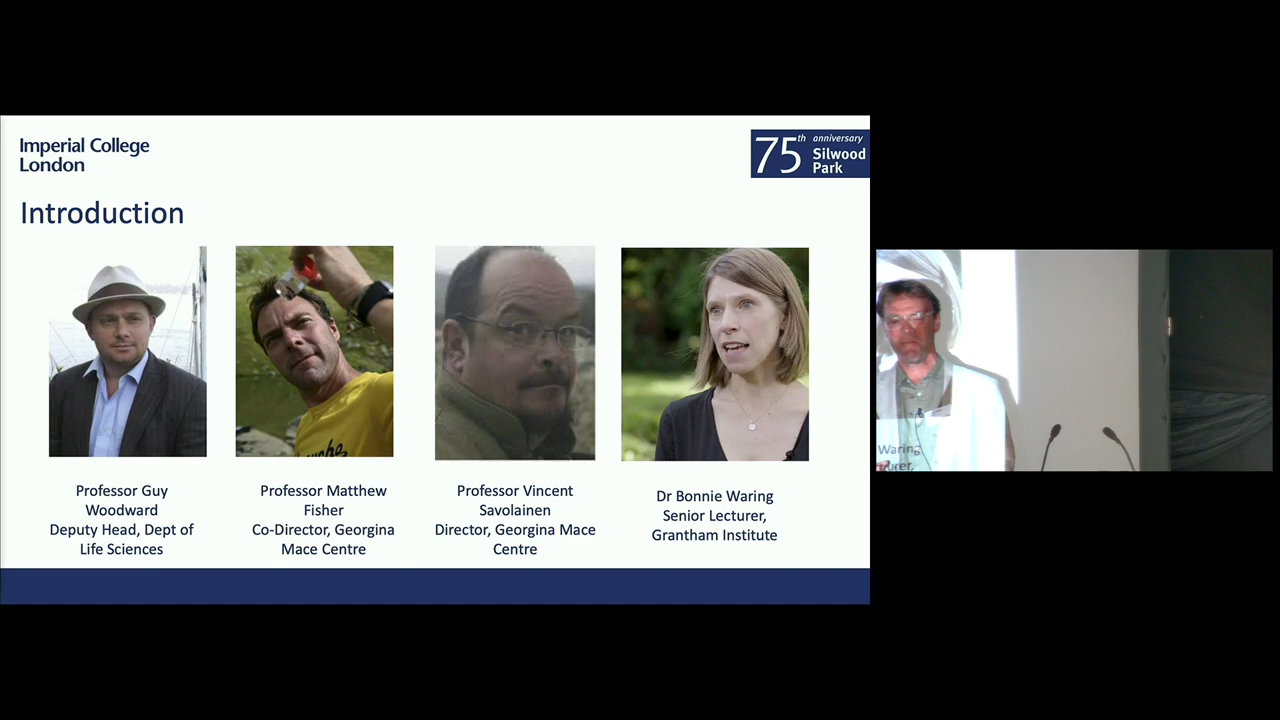 Imperial College
London
75th anniversary
Silwood
Park
Introduction
Professor Guy
Woodward
Deputy Head, Dept of
Life Sciences
Professor Matthew
Fisher
Co-Director, Georgina
Mace Centre
Professor Vincent
Savolainen
Director, Georgina Mace
Centre
Dr Bonnie Waring
Senior Lecturer,
Grantham Institute
Waring